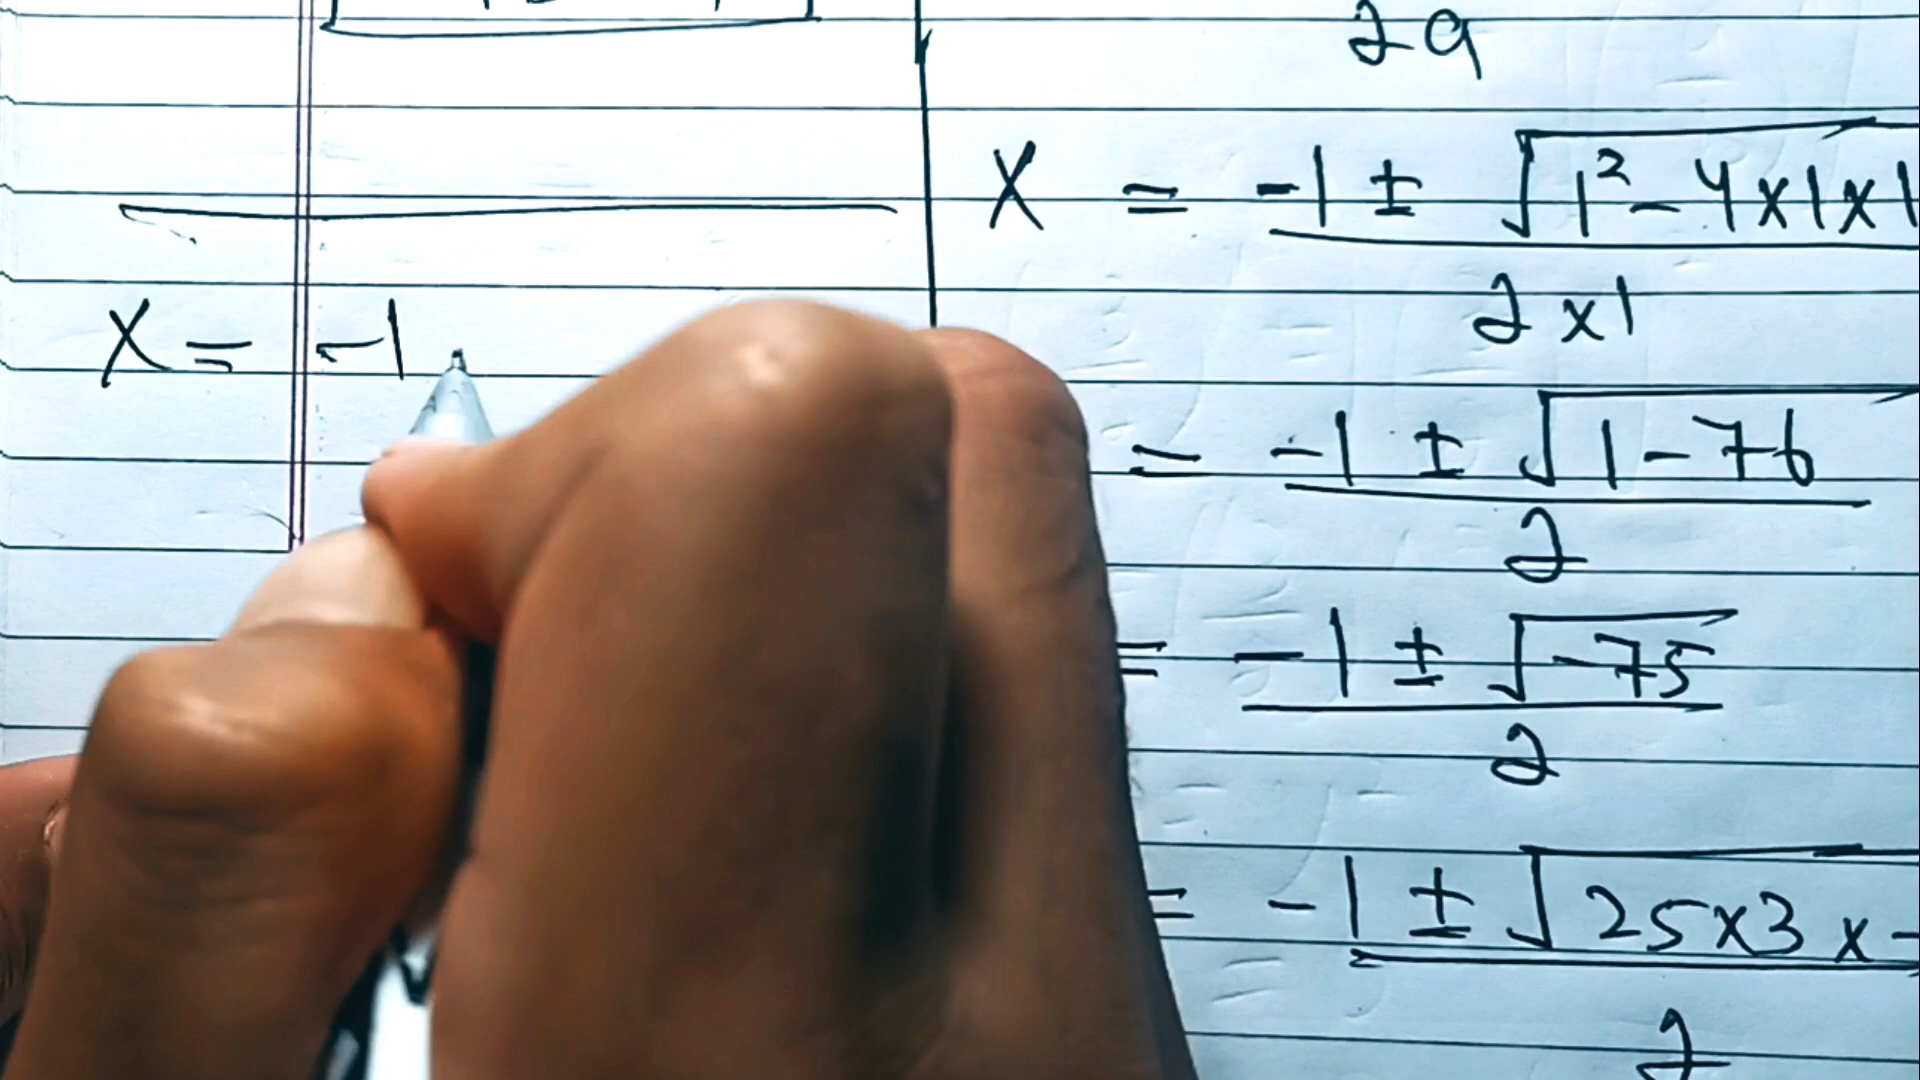 X = -1
2a
X = -1 ± √1² - 4x1x1
2x1
= -1 ± √1-76
2
= -1 ± √-75
2
= -1 ± √25x3x-
2